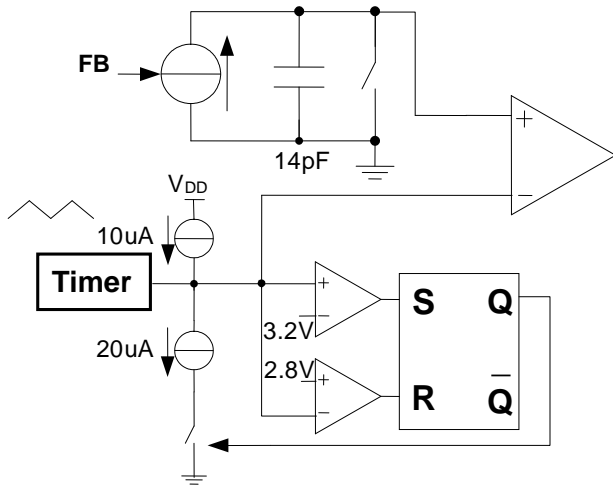 FB
14pF
+
−
VDD
10uA
Timer
+
−
3.2V
S
Q
20uA
2.8V
+
−
R
Q̅